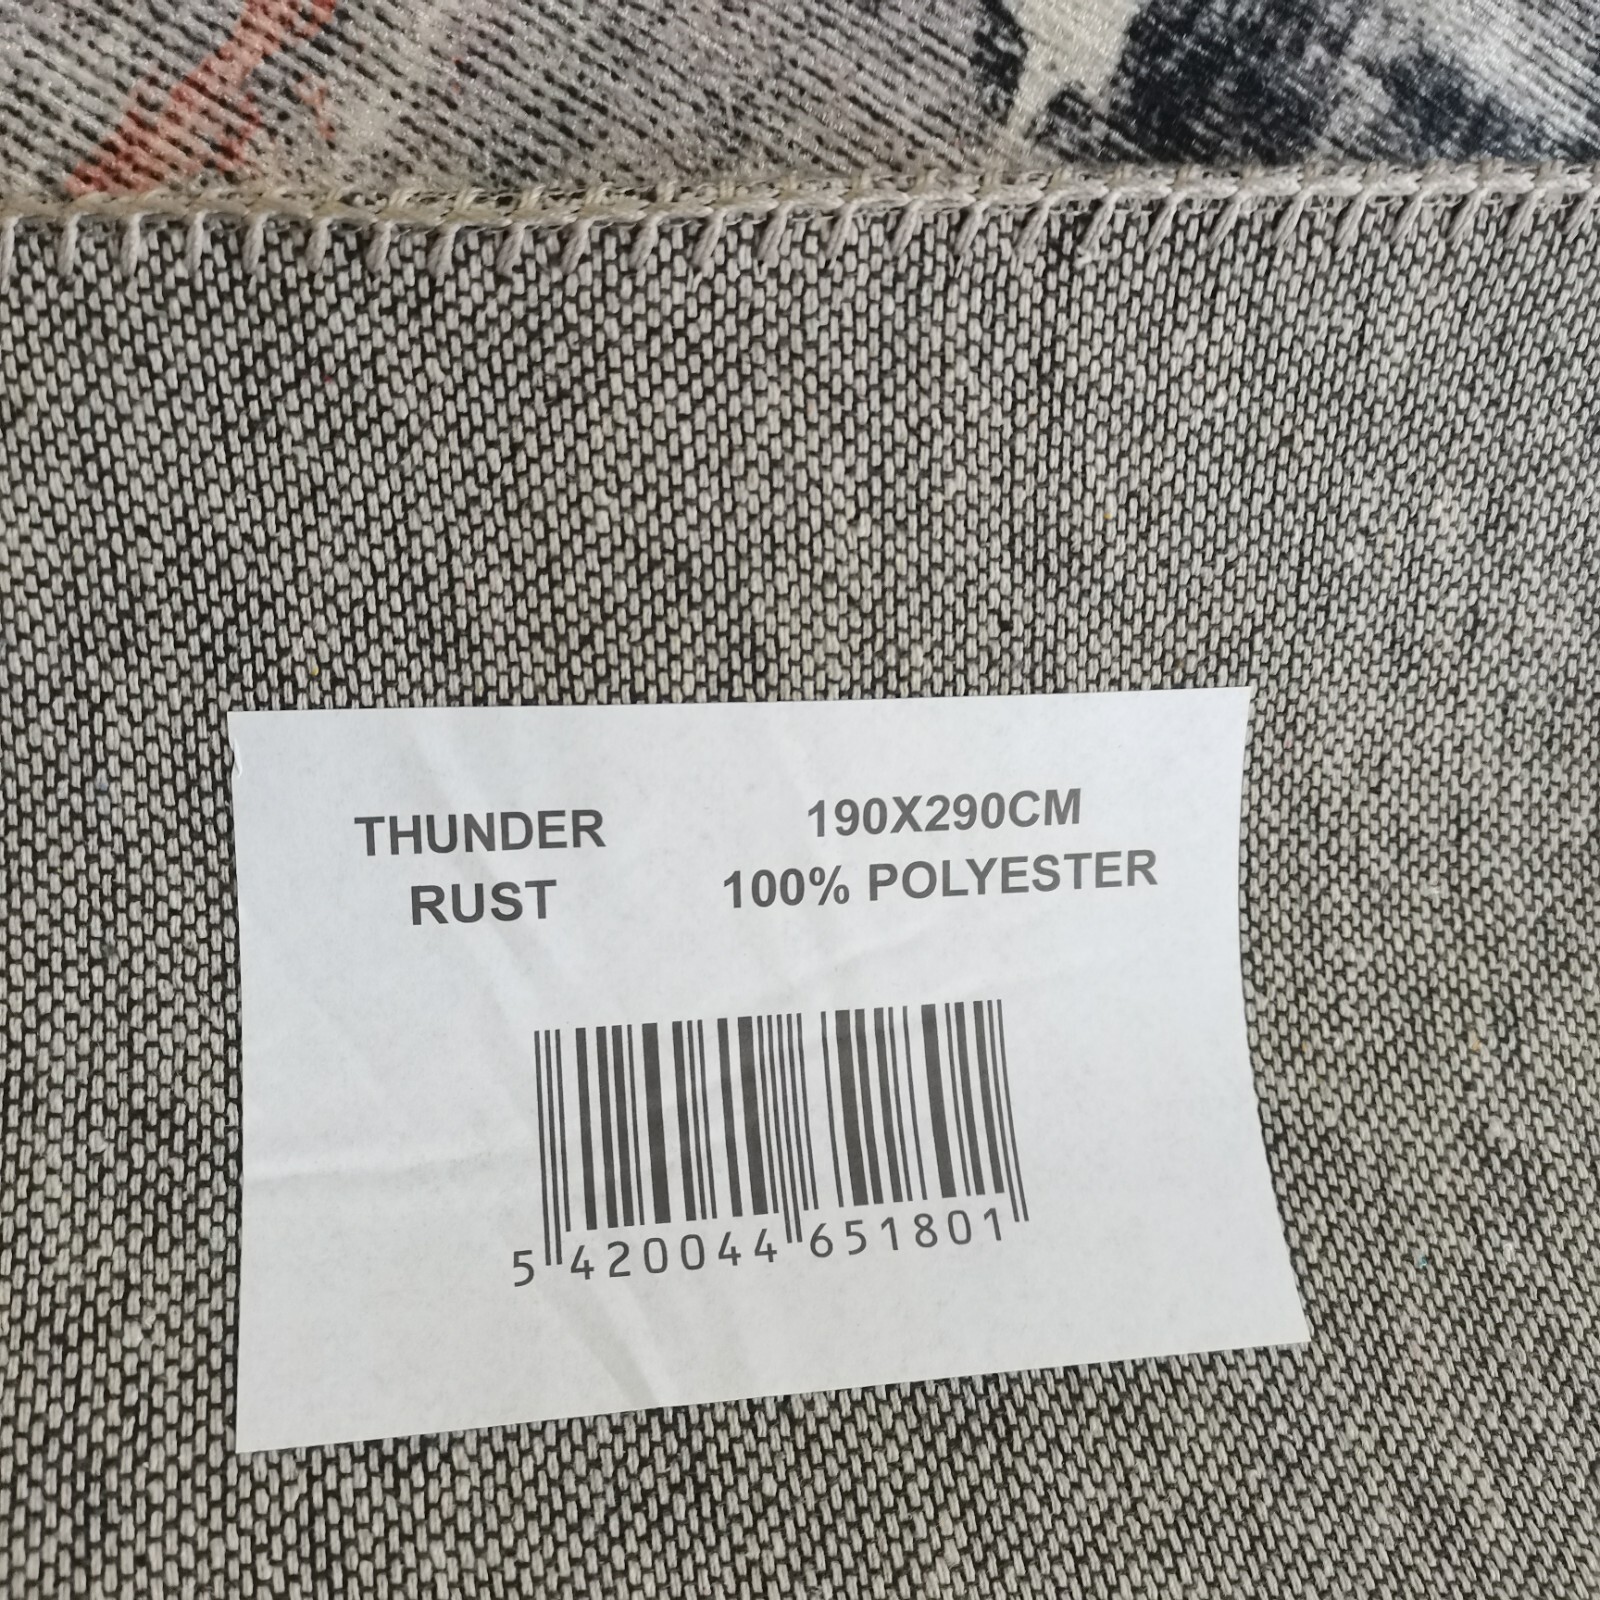 THUNDER
RUST
190X290CM
100% POLYESTER
5 420044 651801